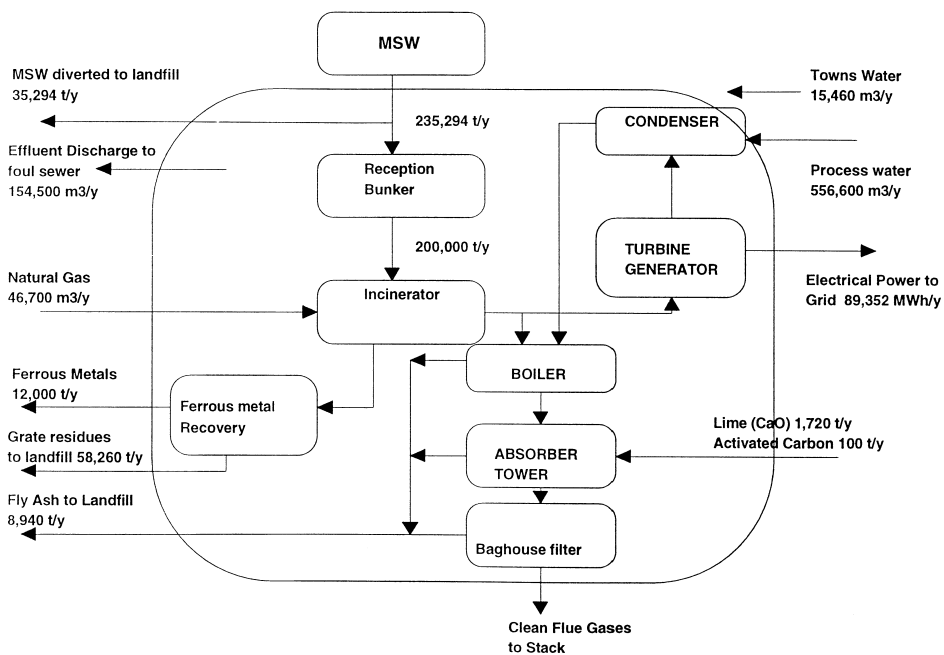 MSW
MSW diverted to landfill
35,294 t/y
Towns Water
15,460 m3/y
235,294 t/y
CONDENSER
Effluent Discharge to
foul sewer
154,500 m3/y
Reception
Bunker
Process water
556,600 m3/y
200,000 t/y
TURBINE
GENERATOR
Natural Gas
46,700 m3/y
Incinerator
Electrical Power to
Grid 89,352 MWh/y
Ferrous Metals
12,000 t/y
BOILER
Ferrous metal
Recovery
Lime (CaO) 1,720 t/y
Activated Carbon 100 t/y
Grate residues
to landfill 58,260 t/y
ABSORBER
TOWER
Fly Ash to Landfill
8,940 t/y
Baghouse filter
Clean Flue Gases
to Stack